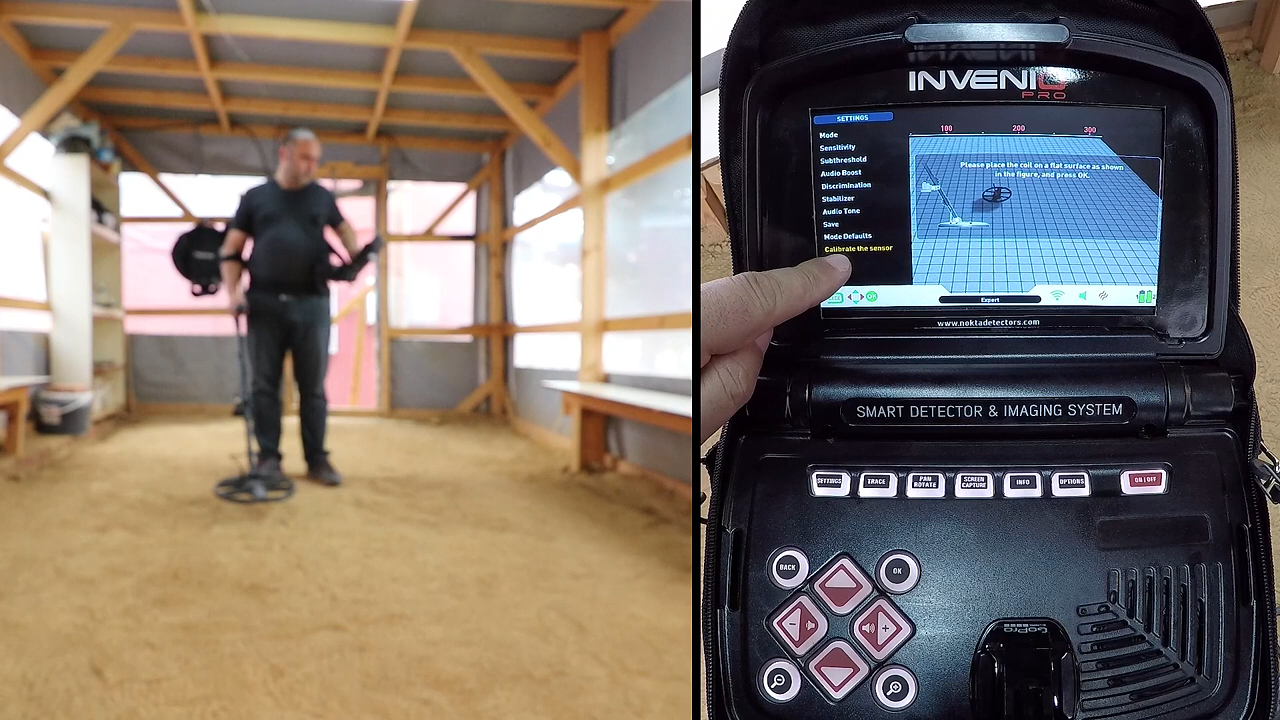 INVENIO
PRO
SETTINGS
Mode
Sensitivity
Subthreshold
Audio Boost
Discrimination
Stabilizer
Audio Tone
Save
Mode Defaults
Calibrate the sensor
100 200 300
Please place the coil on a flat surface as shown
in the figure, and press OK.
OK
Expert
www.noktadetectors.com
SMART DETECTOR & IMAGING SYSTEM
SETTINGS
TRACE
PAN
ROTATE
SCREEN
CAPTURE
INFO
OPTIONS
ON | OFF
BACK
OK
GoPro